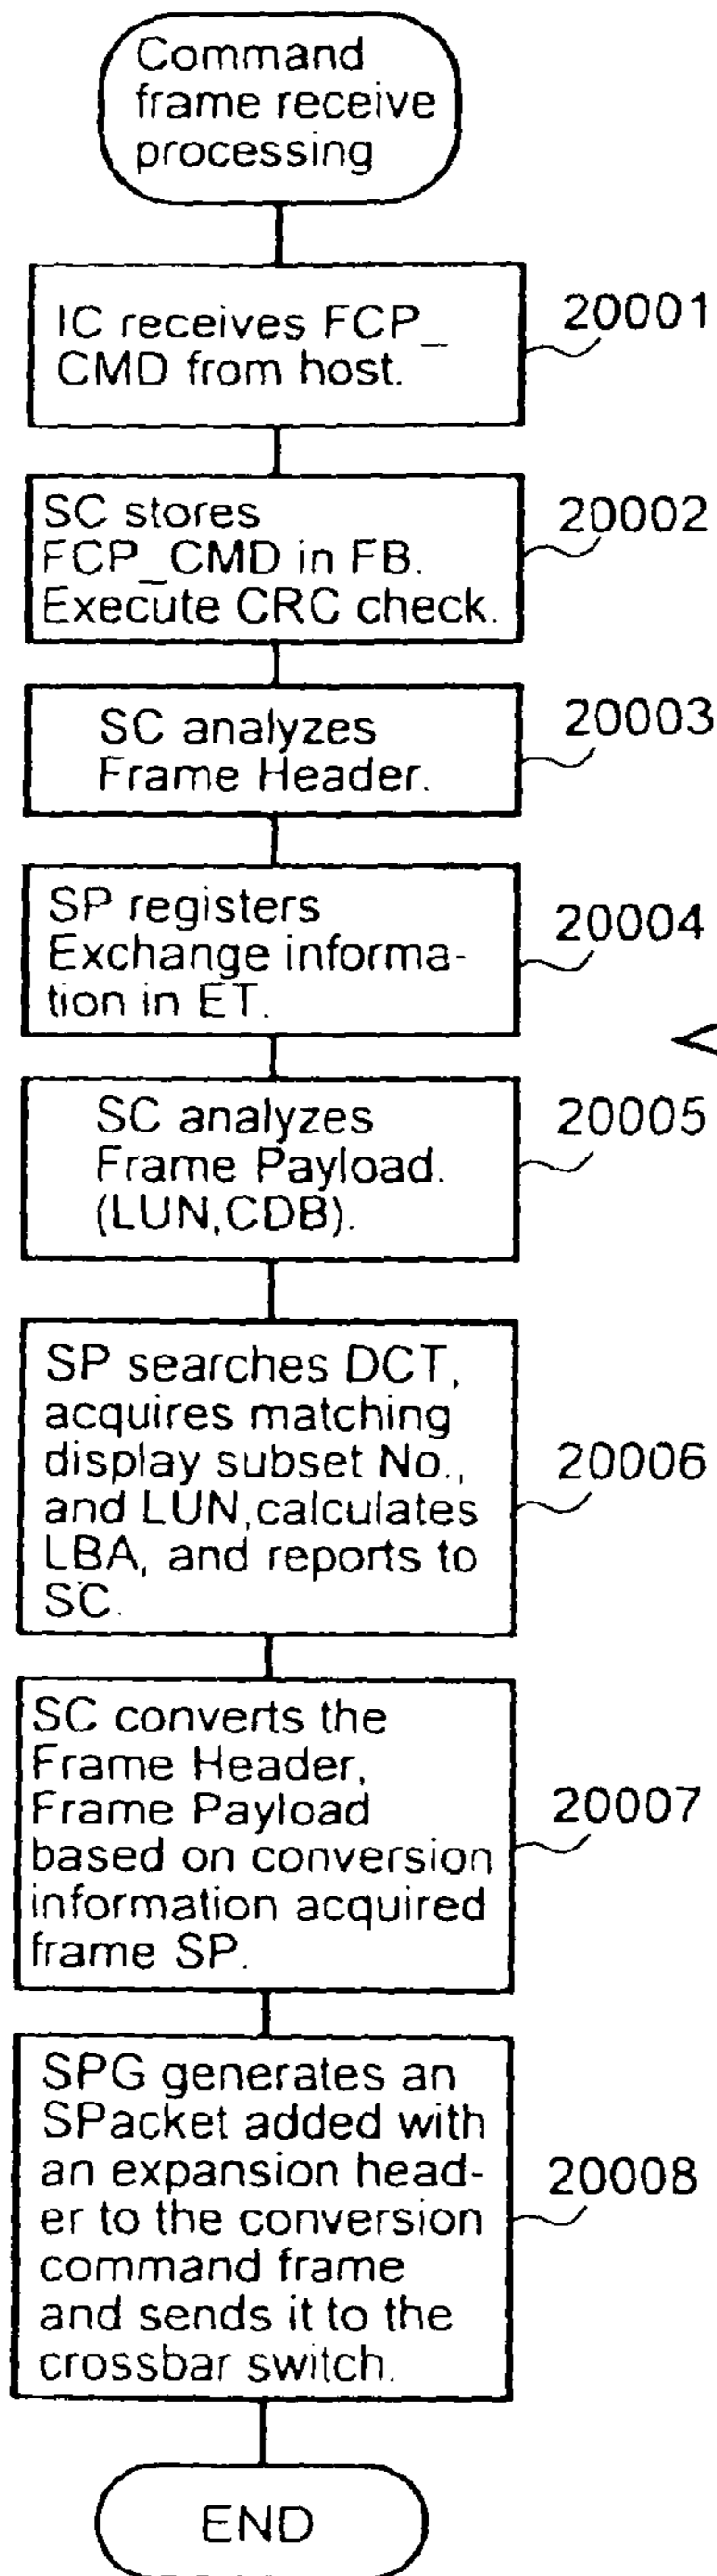 Command
frame receive
processing
IC receives FCP_
CMD from host.
20001
SC stores
FCP_CMD in FB.
Execute CRC check.
20002
SC analyzes
Frame Header.
20003
SP registers
Exchange informa-
tion in ET.
20004
SC analyzes
Frame Payload.
(LUN,CDB).
20005
SP searches DCT,
acquires matching
display subset No.,
and LUN,calculates
LBA, and reports to
SC.
20006
SC converts the
Frame Header,
Frame Payload
based on conversion
information acquired
frame SP.
20007
SPG generates an
SPacket added with
an expansion head-
er to the conversion
command frame
and sends it to the
crossbar switch.
20008
END